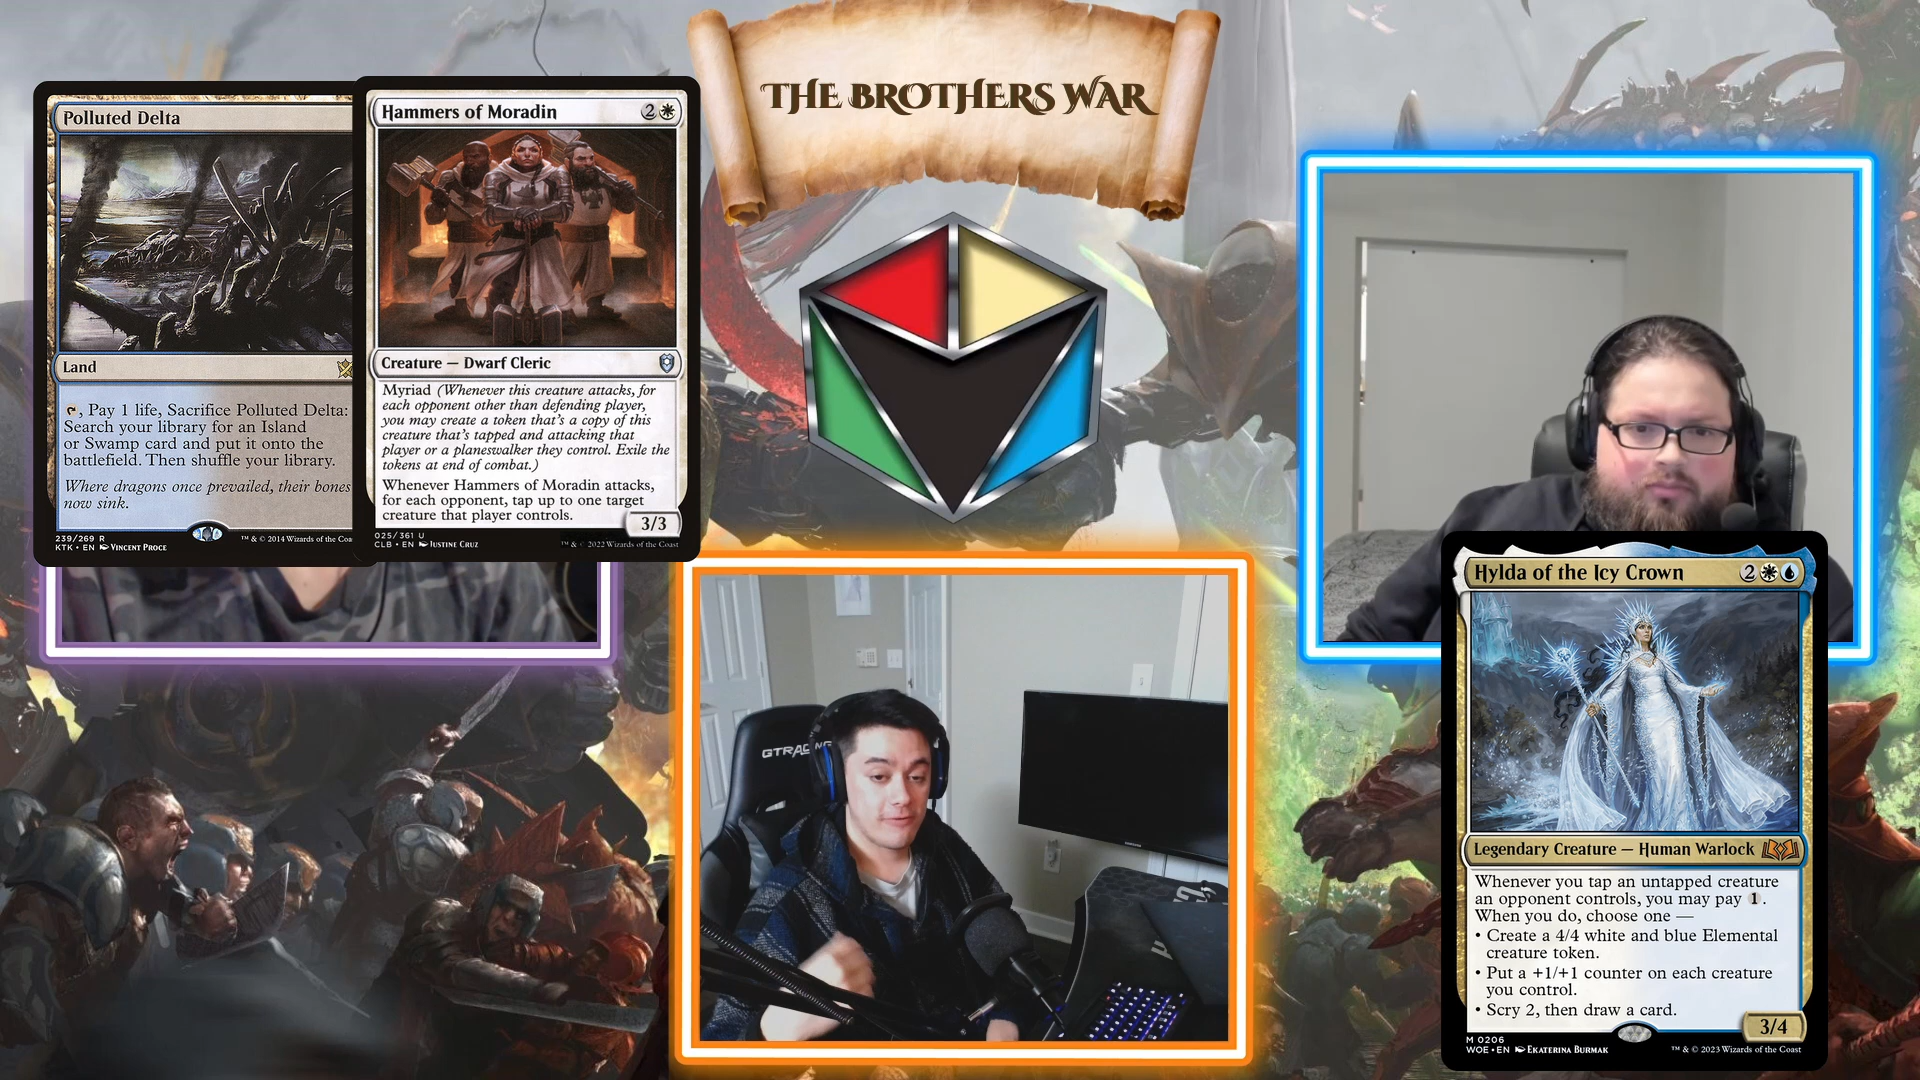 THE BROTHERS WAR
Polluted Delta
Land
, Pay 1 life, Sacrifice Polluted Delta:
Search your library for an Island
or Swamp card and put it onto the
battlefield. Then shuffle your library.
Where dragons once prevailed, their bones
now sink.
239/269 R
KTK • EN VINCENT PROCE
™ & © 2014 Wizards of the Coa
Hammers of Moradin 2
Creature — Dwarf Cleric
Myriad (Whenever this creature attacks, for
each opponent other than defending player,
you may create a token that's a copy of this
creature that's tapped and attacking that
player or a planeswalker they control. Exile the
tokens at end of combat.)
Whenever Hammers of Moradin attacks,
for each opponent, tap up to one target
creature that player controls.
3/3
025/361 U
CLB • EN JUSTINE CRUZ
™ & © 2022 Wizards of the Coast
GTRACING
Hylda of the Icy Crown 2
Legendary Creature — Human Warlock
Whenever you tap an untapped creature
an opponent controls, you may pay 1.
When you do, choose one —
• Create a 4/4 white and blue Elemental
creature token.
• Put a +1/+1 counter on each creature
you control.
• Scry 2, then draw a card.
3/4
M 0206
WOE • EN EKATERINA BURMAK
™ & © 2023 Wizards of the Coast